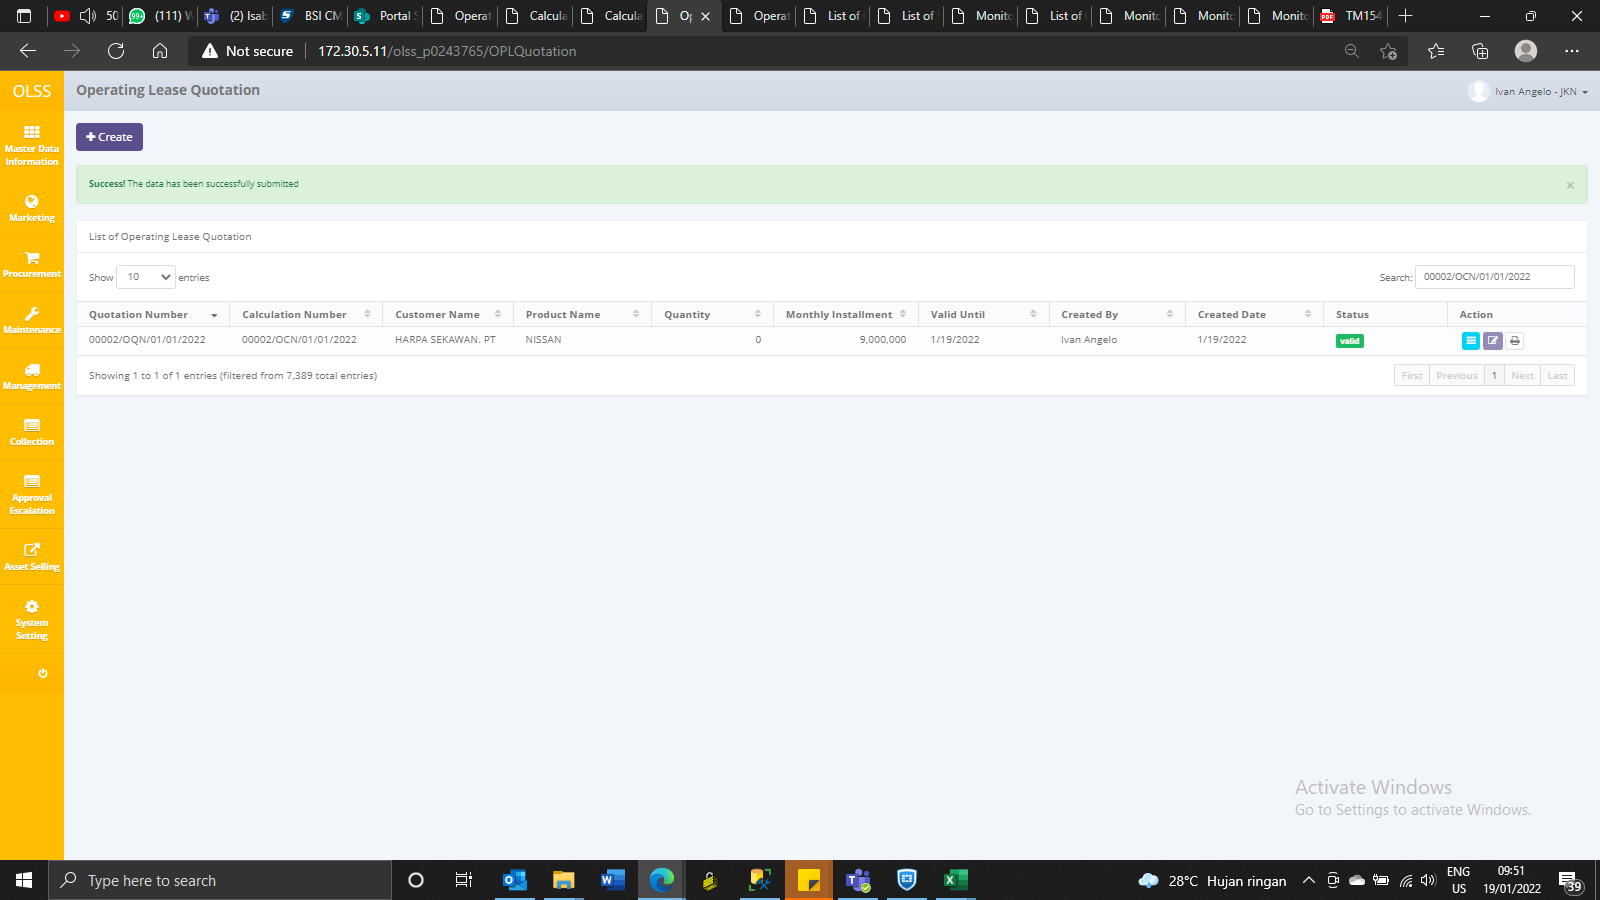 50 (111) W (2) Isab BSI CM Portal S Operat Calcula Calcula Op Operat List of List of Monito List of Monito Monito Monito TM154
Not secure 172.30.5.11/olss_p0243765/OPLQuotation
OLSS
Operating Lease Quotation
Ivan Angelo - JKN
Create
Master Data
Information
Success! The data has been successfully submitted
×
Marketing
List of Operating Lease Quotation
Procurement
Show 10 entries
Search: 00002/OCN/01/01/2022
Quotation Number Calculation Number Customer Name Product Name Quantity Monthly Installment Valid Until Created By Created Date Status Action
Maintenance
00002/OQN/01/01/2022 00002/OCN/01/01/2022 HARPA SEKAWAN. PT NISSAN 0 9,000,000 1/19/2022 Ivan Angelo 1/19/2022 valid
Showing 1 to 1 of 1 entries (filtered from 7,389 total entries)
First Previous 1 Next Last
Management
Collection
Approval
Escalation
Asset Selling
System
Setting
Activate Windows
Go to Settings to activate Windows.
Type here to search
28°C Hujan ringan
ENG
US
09:51
19/01/2022
39